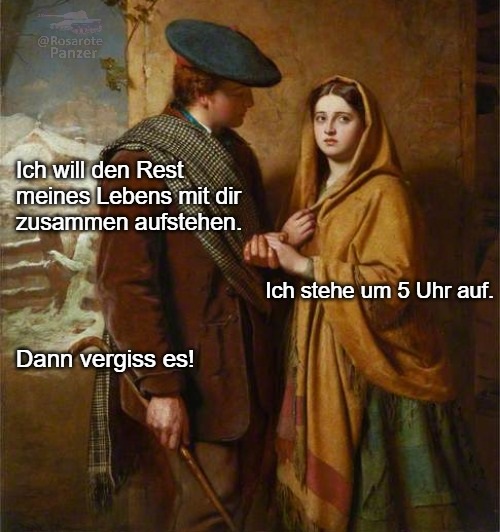 @Rosarote
Panzer
Ich will den Rest
meines Lebens mit dir
zusammen aufstehen.
Ich stehe um 5 Uhr auf.
Dann vergiss es!